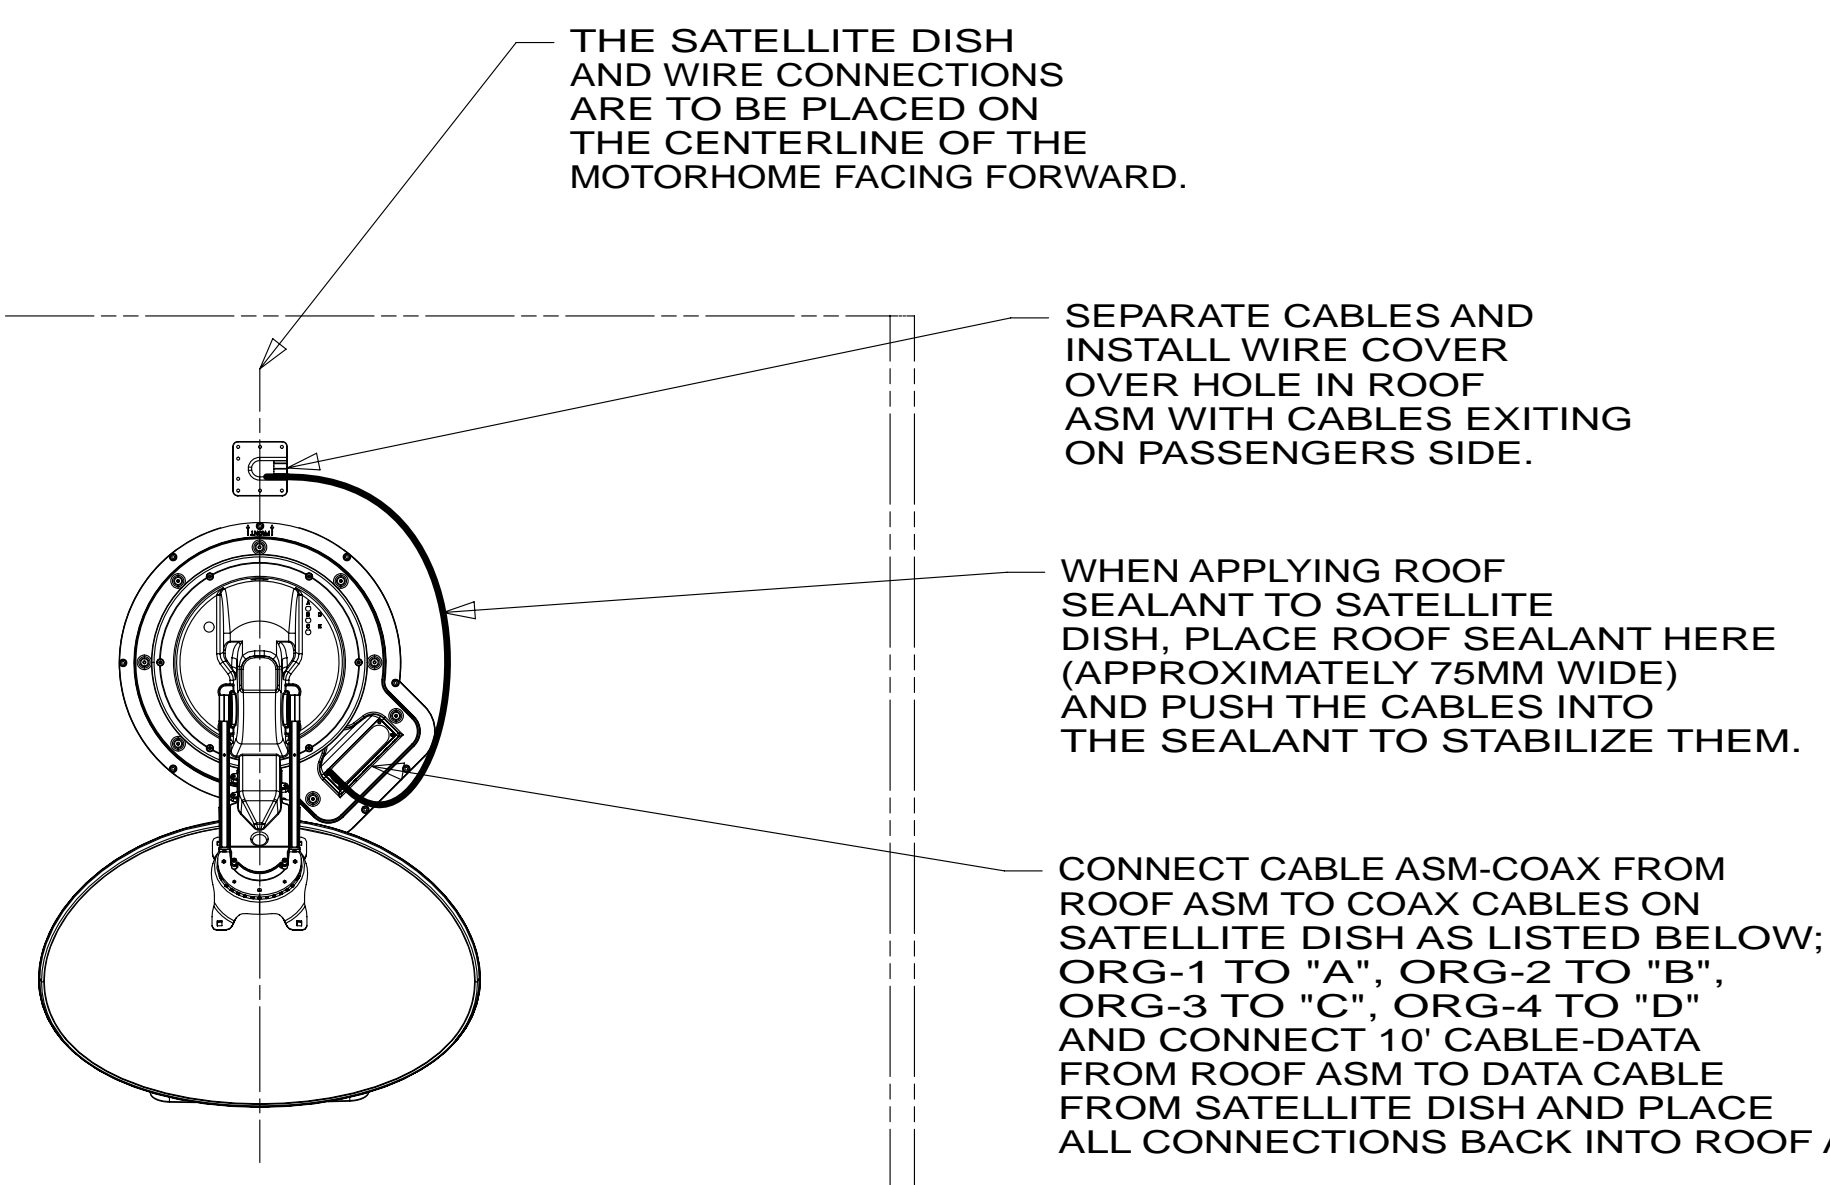 THE SATELLITE DISH
AND WIRE CONNECTIONS
ARE TO BE PLACED ON
THE CENTERLINE OF THE
MOTORHOME FACING FORWARD.
SEPARATE CABLES AND
INSTALL WIRE COVER
OVER HOLE IN ROOF
ASM WITH CABLES EXITING
ON PASSENGERS SIDE.
FRONT
WHEN APPLYING ROOF
SEALANT TO SATELLITE
DISH, PLACE ROOF SEALANT HERE
(APPROXIMATELY 75MM WIDE)
AND PUSH THE CABLES INTO
THE SEALANT TO STABILIZE THEM.
CONNECT CABLE ASM-COAX FROM
ROOF ASM TO COAX CABLES ON
SATELLITE DISH AS LISTED BELOW;
ORG-1 TO "A", ORG-2 TO "B",
ORG-3 TO "C", ORG-4 TO "D"
AND CONNECT 10' CABLE-DATA
FROM ROOF ASM TO DATA CABLE
FROM SATELLITE DISH AND PLACE
ALL CONNECTIONS BACK INTO ROOF